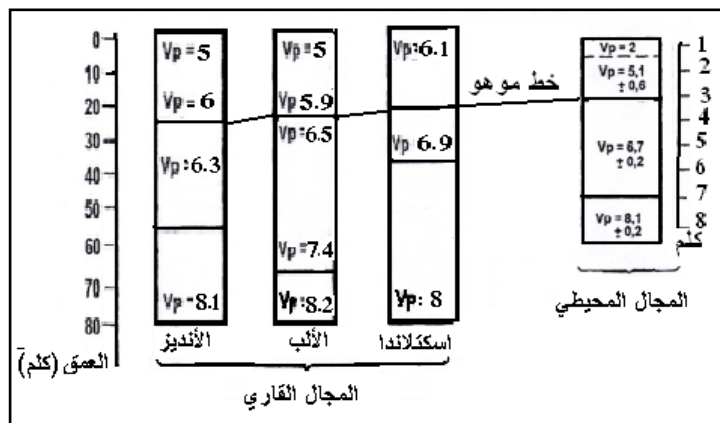 0
10
20
30
40
50
60
70
80
العمق (كلم)
Vp = 5
Vp = 6
Vp : 6.3
Vp = 8.1
الأنديز
Vp = 5
Vp 5.9
Vp = 6.5
Vp = 7.4
Vp : 8.2
الألب
Vp : 6.1
Vp 6.9
Vp : 8
اسكتلاندا
المجال القاري
خط موهو
Vp = 2
Vp = 5,1
± 0,6
Vp = 6,7
± 0,2
Vp = 8,1
± 0,2
1
2
3
4
5
6
7
8
كلم
المجال المحيطي